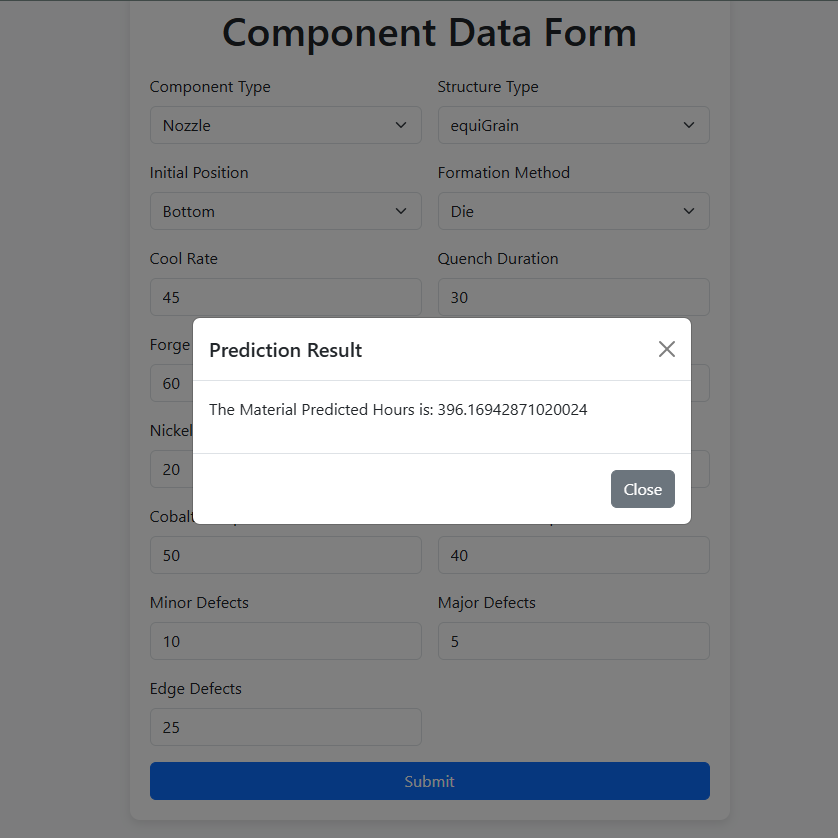 Component Data Form
Component Type Structure Type
Nozzle equiGrain
Initial Position Formation Method
Bottom Die
Cool Rate Quench Duration
45 30
Forge
60
Nickel
20
Prediction Result
The Material Predicted Hours is: 396.16942871020024
Close
Cobalt
50 40
Minor Defects Major Defects
10 5
Edge Defects
25
Submit